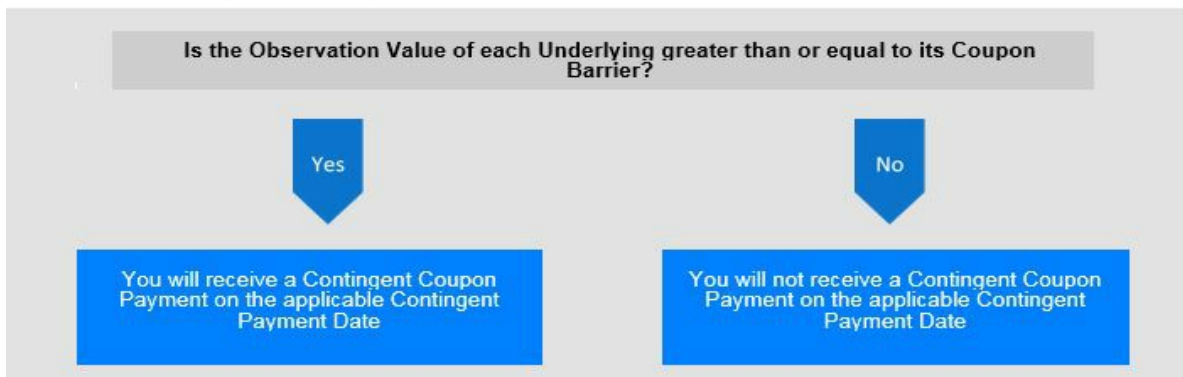 Is the Observation Value of each Underlying greater than or equal to its Coupon
Barrier?
Yes
No
You will receive a Contingent Coupon
Payment on the applicable Contingent
Payment Date
You will not receive a Contingent Coupon
Payment on the applicable Contingent
Payment Date